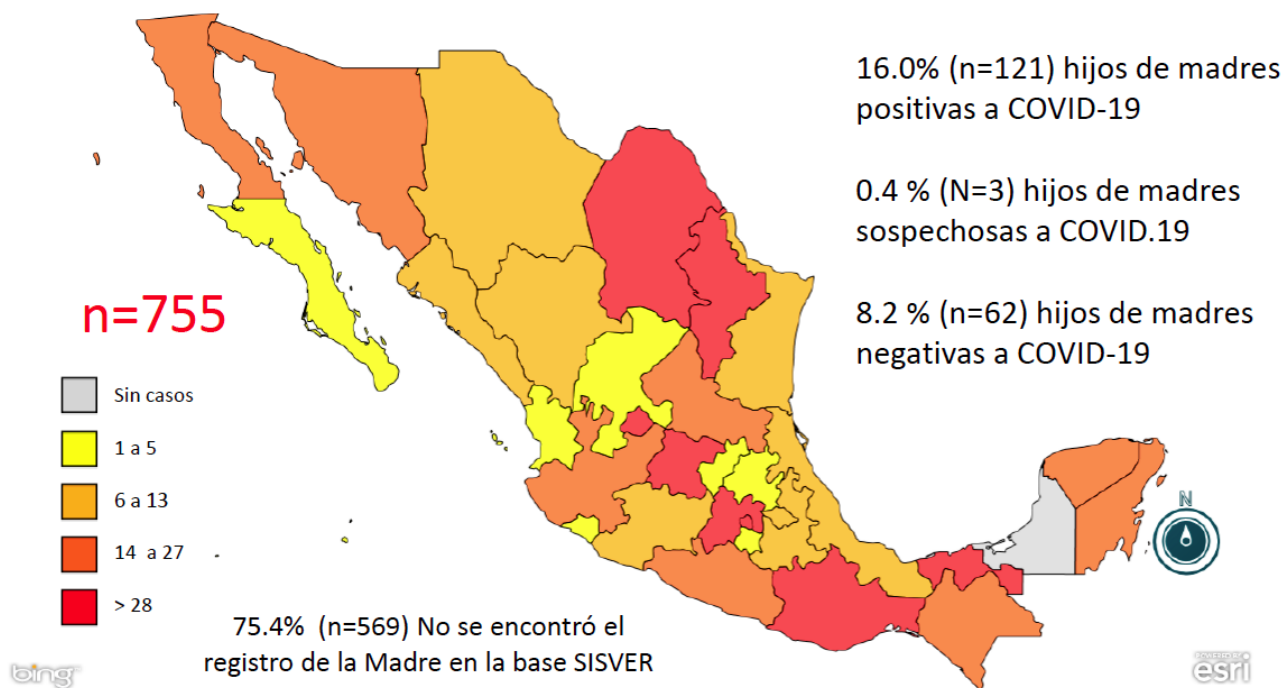 16.0% (n=121) hijos de madres
positivas a COVID-19
0.4 % (N=3) hijos de madres
sospechosas a COVID.19
8.2 % (n=62) hijos de madres
negativas a COVID-19
n=755
Sin casos
1 a 5
6 a 13
14 a 27
> 28
N
75.4% (n=569) No se encontró el
registro de la Madre en la base SISVER
bing
POWERED BY
esri